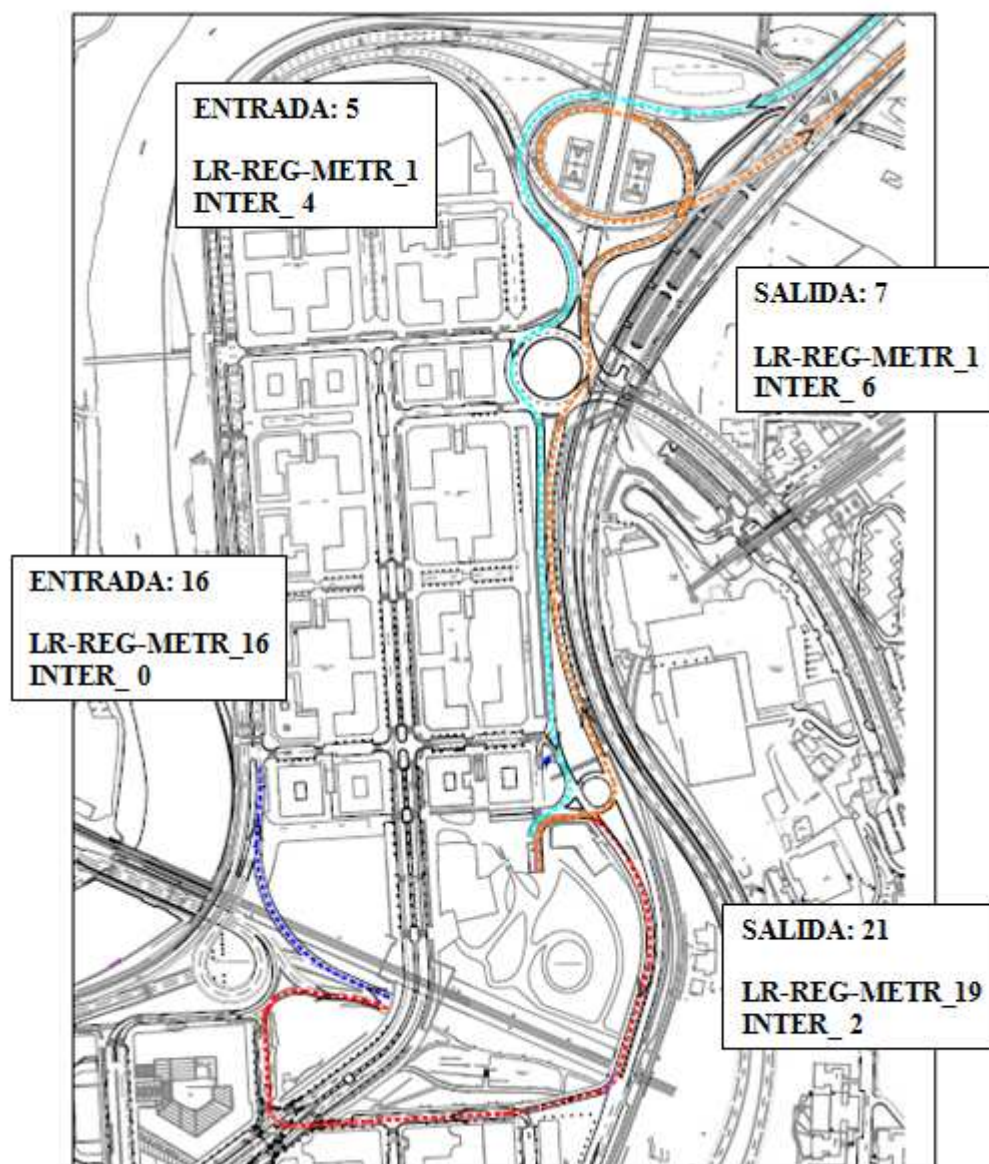 ENTRADA: 5
LR-REG-METR_1
INTER_ 4
SALIDA: 7
LR-REG-METR_1
INTER_ 6
ENTRADA: 16
LR-REG-METR_16
INTER_ 0
SALIDA: 21
LR-REG-METR_19
INTER_ 2